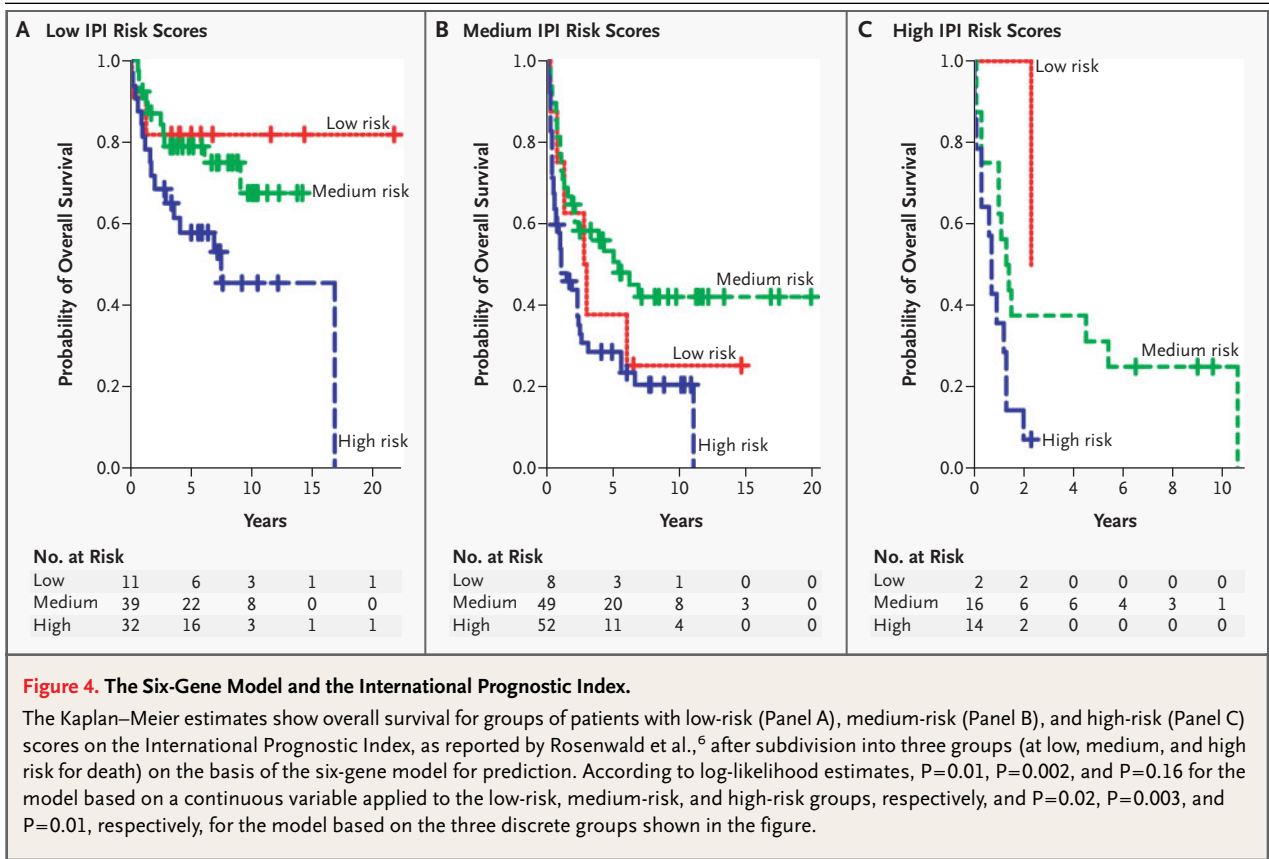 A Low IPI Risk Scores
1.0
0.8
0.6
0.4
0.2
0.0
Probability of Overall Survival
Low risk
Medium risk
High risk
0 5 10 15 20
Years
No. at Risk
Low 11 6 3 1 1
Medium 39 22 8 0 0
High 32 16 3 1 1
B Medium IPI Risk Scores
1.0
0.8
0.6
0.4
0.2
0.0
Probability of Overall Survival
Medium risk
Low risk
High risk
0 5 10 15 20
Years
No. at Risk
Low 8 3 1 0 0
Medium 49 20 8 3 0
High 52 11 4 0 0
C High IPI Risk Scores
1.0
0.8
0.6
0.4
0.2
0.0
Probability of Overall Survival
Low risk
Medium risk
High risk
0 2 4 6 8 10
Years
No. at Risk
Low 2 2 0 0 0 0
Medium 16 6 6 4 3 1
High 14 2 0 0 0 0
Figure 4. The Six-Gene Model and the International Prognostic Index.
The Kaplan–Meier estimates show overall survival for groups of patients with low-risk (Panel A), medium-risk (Panel B), and high-risk (Panel C)
scores on the International Prognostic Index, as reported by Rosenwald et al.,6 after subdivision into three groups (at low, medium, and high
risk for death) on the basis of the six-gene model for prediction. According to log-likelihood estimates, P=0.01, P=0.002, and P=0.16 for the
model based on a continuous variable applied to the low-risk, medium-risk, and high-risk groups, respectively, and P=0.02, P=0.003, and
P=0.01, respectively, for the model based on the three discrete groups shown in the figure.